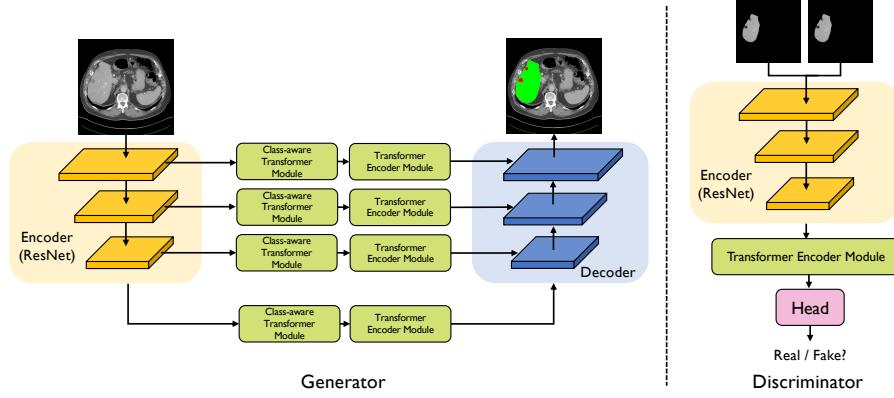 Class-aware
Transformer
Module
Transformer
Encoder Module
Class-aware
Transformer
Module
Transformer
Encoder Module
Class-aware
Transformer
Module
Transformer
Encoder Module
Class-aware
Transformer
Module
Transformer
Encoder Module
Encoder
(ResNet)
Decoder
Generator
Encoder
(ResNet)
Transformer Encoder Module
Head
Real / Fake?
Discriminator